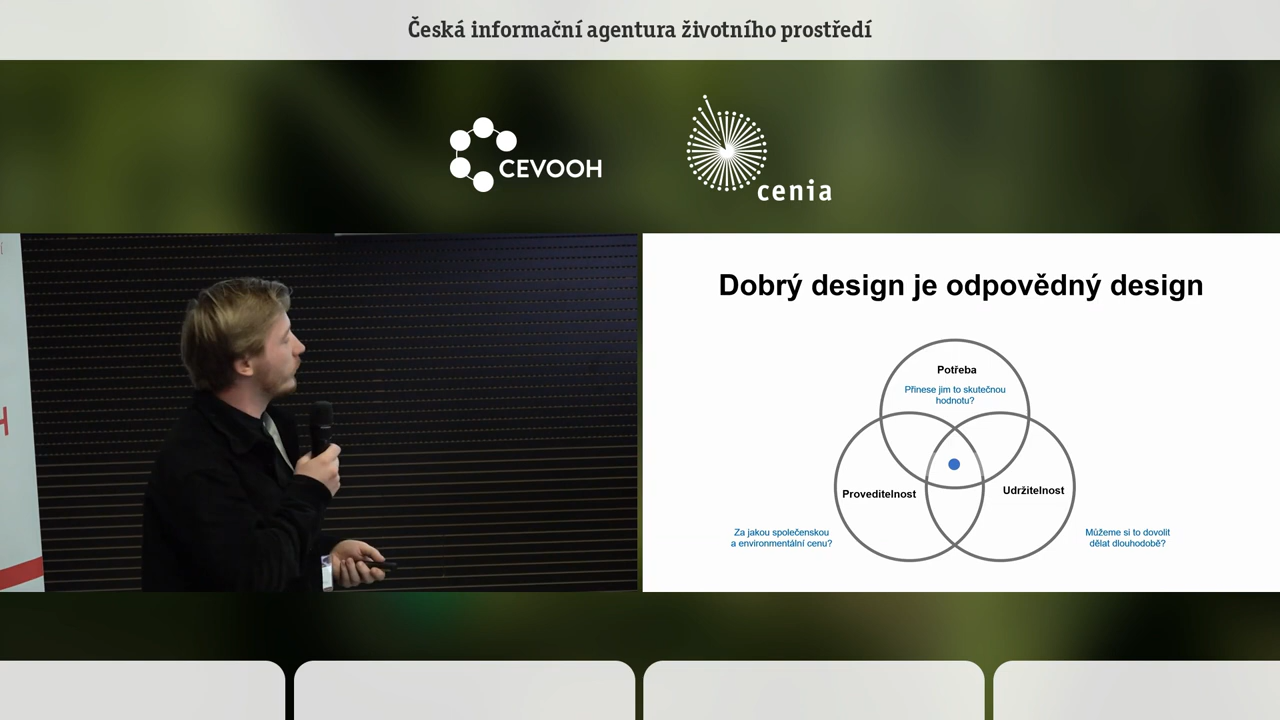 Česká informační agentura životního prostředí
CEVOOH
cenia
Í
H
Dobrý design je odpovědný design
Potřeba
Přinese jim to skutečnou
hodnotu?
Proveditelnost
Udržitelnost
Za jakou společenskou
a environmentální cenu?
Můžeme si to dovolit
dělat dlouhodobě?